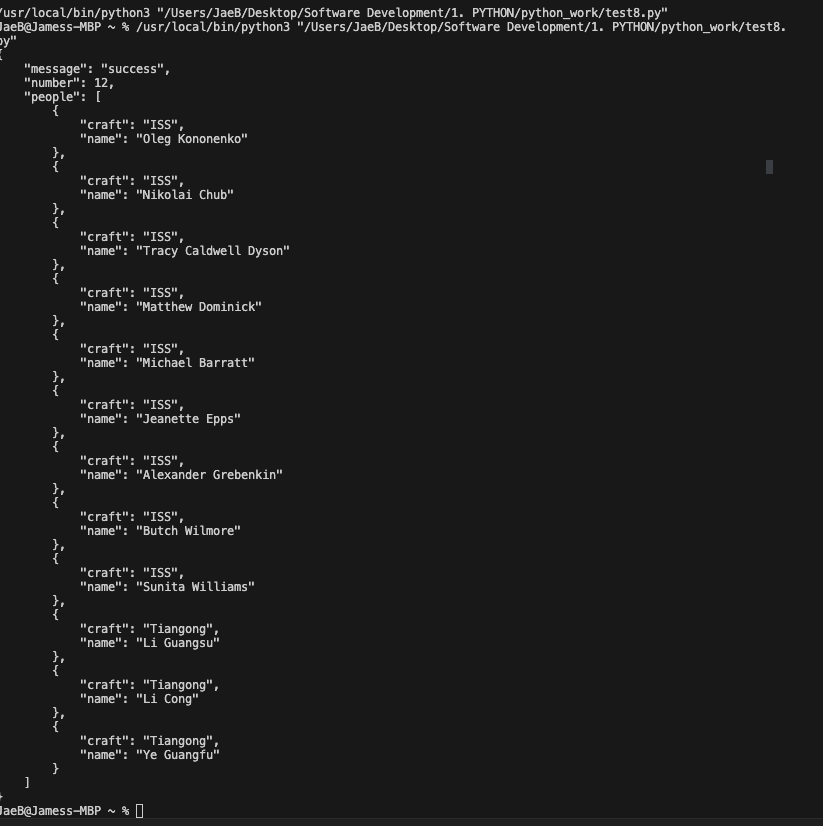 /usr/local/bin/python3 "/Users/JaeB/Desktop/Software Development/1. PYTHON/python_work/test8.py"
JaeB@Jamess-MBP ~ % /usr/local/bin/python3 "/Users/JaeB/Desktop/Software Development/1. PYTHON/python_work/test8.
py"
{
    "message": "success",
    "number": 12,
    "people": [
        {
            "craft": "ISS",
            "name": "Oleg Kononenko"
        },
        {
            "craft": "ISS",
            "name": "Nikolai Chub"
        },
        {
            "craft": "ISS",
            "name": "Tracy Caldwell Dyson"
        },
        {
            "craft": "ISS",
            "name": "Matthew Dominick"
        },
        {
            "craft": "ISS",
            "name": "Michael Barratt"
        },
        {
            "craft": "ISS",
            "name": "Jeanette Epps"
        },
        {
            "craft": "ISS",
            "name": "Alexander Grebenkin"
        },
        {
            "craft": "ISS",
            "name": "Butch Wilmore"
        },
        {
            "craft": "ISS",
            "name": "Sunita Williams"
        },
        {
            "craft": "Tiangong",
            "name": "Li Guangsu"
        },
        {
            "craft": "Tiangong",
            "name": "Li Cong"
        },
        {
            "craft": "Tiangong",
            "name": "Ye Guangfu"
        }
    ]
}
JaeB@Jamess-MBP ~ %